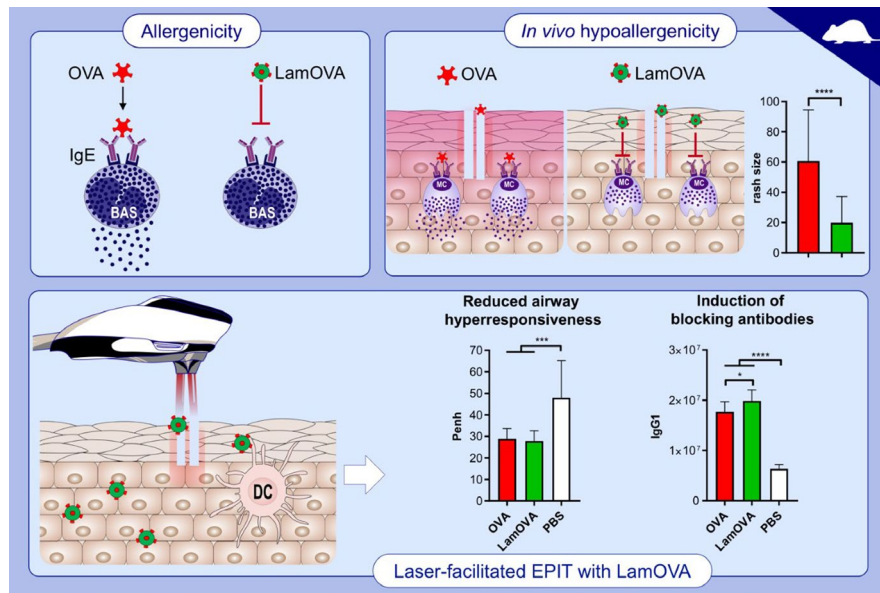 Allergenicity
OVA
LamOVA
IgE
BAS
BAS
In vivo hypoallergenicity
OVA
LamOVA
MC
MC
MC
MC
rash size
100
80
60
40
20
0
****
DC
Reduced airway
hyperresponsiveness
Penh
70
60
50
40
30
20
10
0
***
OVA
LamOVA
PBS
Induction of
blocking antibodies
IgG1
3×10⁷
2×10⁷
1×10⁷
0
****
*
OVA
LamOVA
PBS
Laser-facilitated EPIT with LamOVA